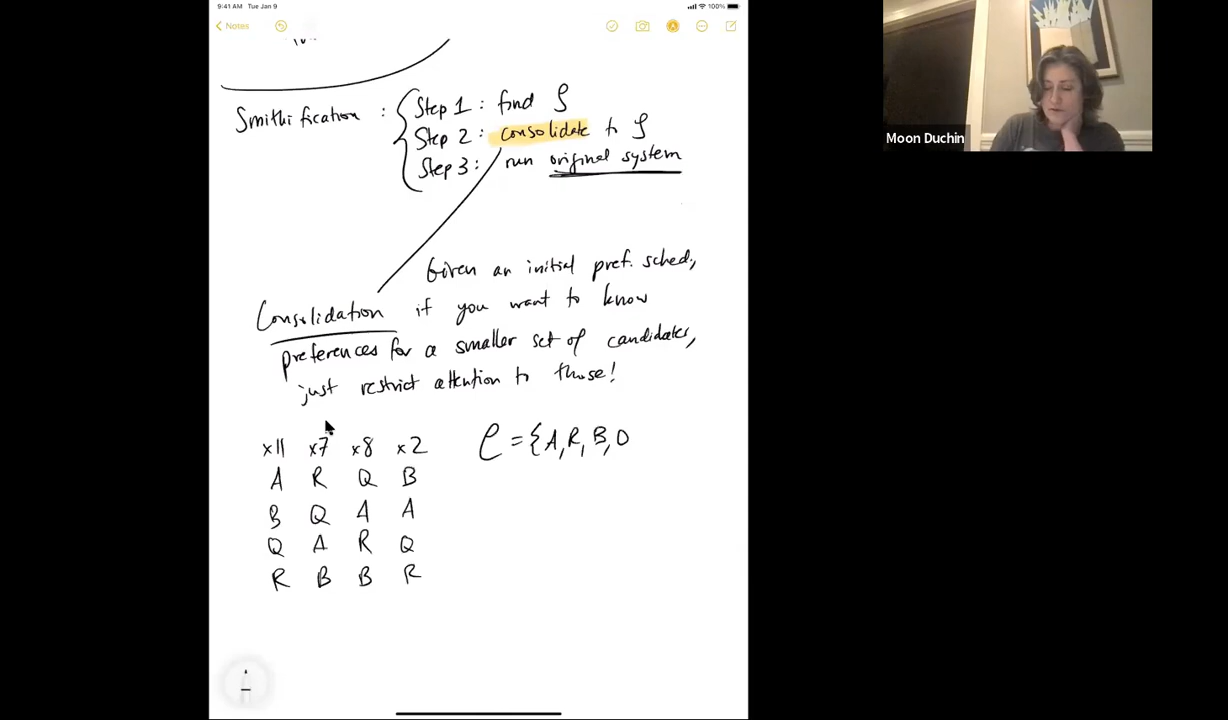 9:41 AM Tue Jan 9
100%
Notes
Smithification : Step 1 : find S
Step 2 : consolidate to S
Step 3 : run original system
Given an initial pref. sched,
Consolidation if you want to know
preferences for a smaller set of candidates,
just restrict attention to those!
x11 x7 x8 x2 C = {A, R, B, O
A R Q B
B Q A A
Q A R Q
R B B R
Moon Duchin